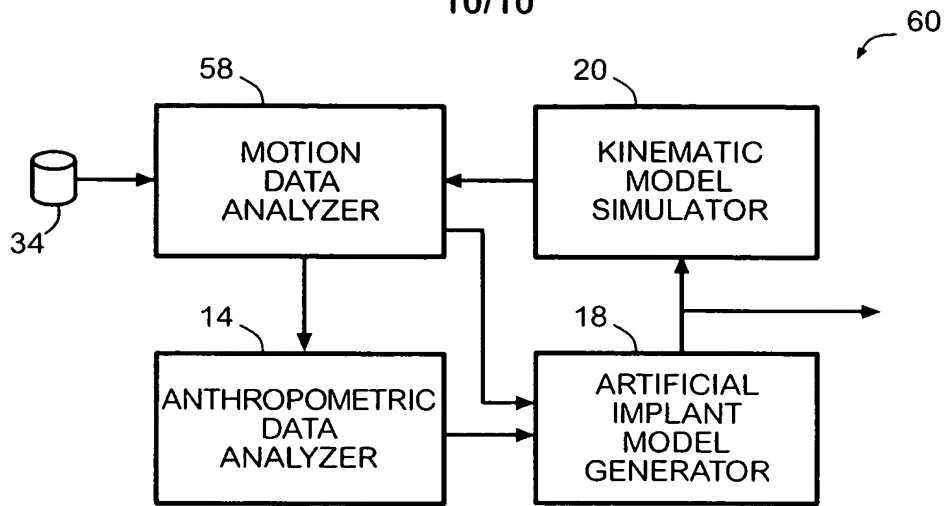 10/10
60
58
20
MOTION
DATA
ANALYZER
KINEMATIC
MODEL
SIMULATOR
34
14
18
ANTHROPOMETRIC
DATA
ANALYZER
ARTIFICIAL
IMPLANT
MODEL
GENERATOR